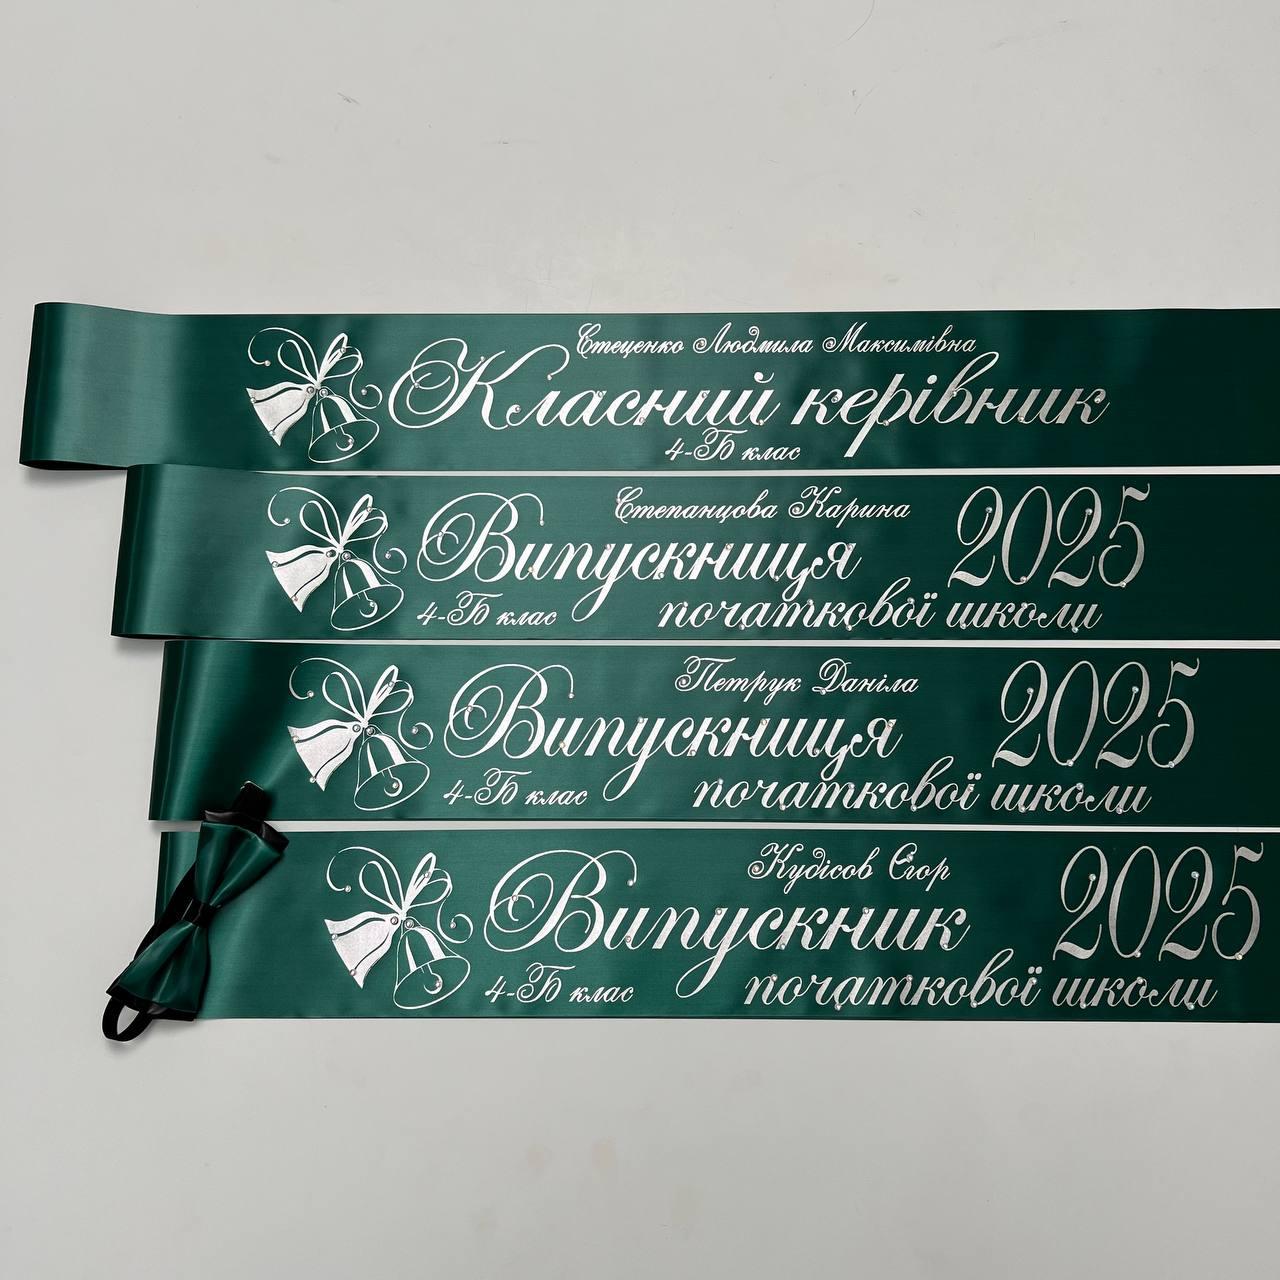 Стеценко Людмила Максимівна
Класний керівник
4-Б клас
Степанцова Карина
Випускниця 2025
4-Б клас початкової школи
Петрук Даніла
Випускниця 2025
4-Б клас початкової школи
Кудісов Єгор
Випускник 2025
4-Б клас початкової школи